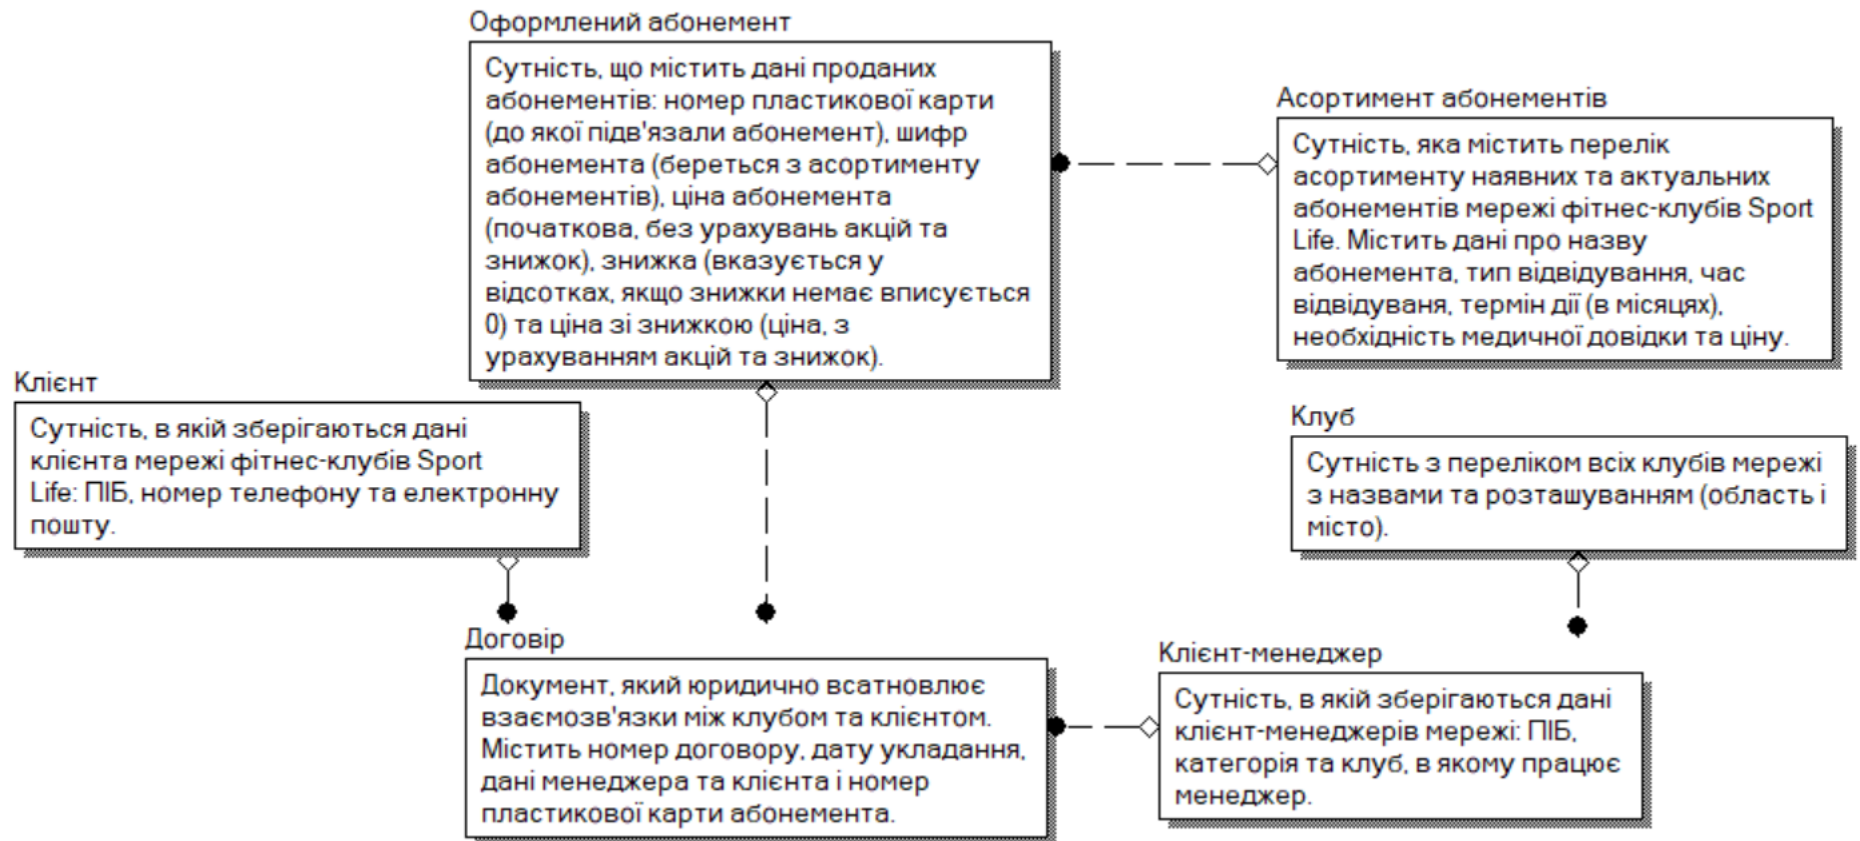 Оформлений абонемент
Сутність, що містить дані проданих
абонементів: номер пластикової карти
(до якої підв'язали абонемент), шифр
абонемента (береться з асортименту
абонементів), ціна абонемента
(початкова, без урахувань акцій та
знижок), знижка (вказується у
відсотках, якщо знижки немає вписується
0) та ціна зі знижкою (ціна, з
урахуванням акцій та знижок).
Асортимент абонементів
Сутність, яка містить перелік
асортименту наявних та актуальних
абонементів мережі фітнес-клубів Sport
Life. Містить дані про назву
абонемента, тип відвідування, час
відвідуваня, термін дії (в місяцях),
необхідність медичної довідки та ціну.
Клієнт
Сутність, в якій зберігаються дані
клієнта мережі фітнес-клубів Sport
Life: ПІБ, номер телефону та електронну
пошту.
Клуб
Сутність з переліком всіх клубів мережі
з назвами та розташуванням (область і
місто).
Договір
Документ, який юридично всатновлює
взаємозв'язки між клубом та клієнтом.
Містить номер договору, дату укладання,
дані менеджера та клієнта і номер
пластикової карти абонемента.
Клієнт-менеджер
Сутність, в якій зберігаються дані
клієнт-менеджерів мережі: ПІБ,
категорія та клуб, в якому працює
менеджер.